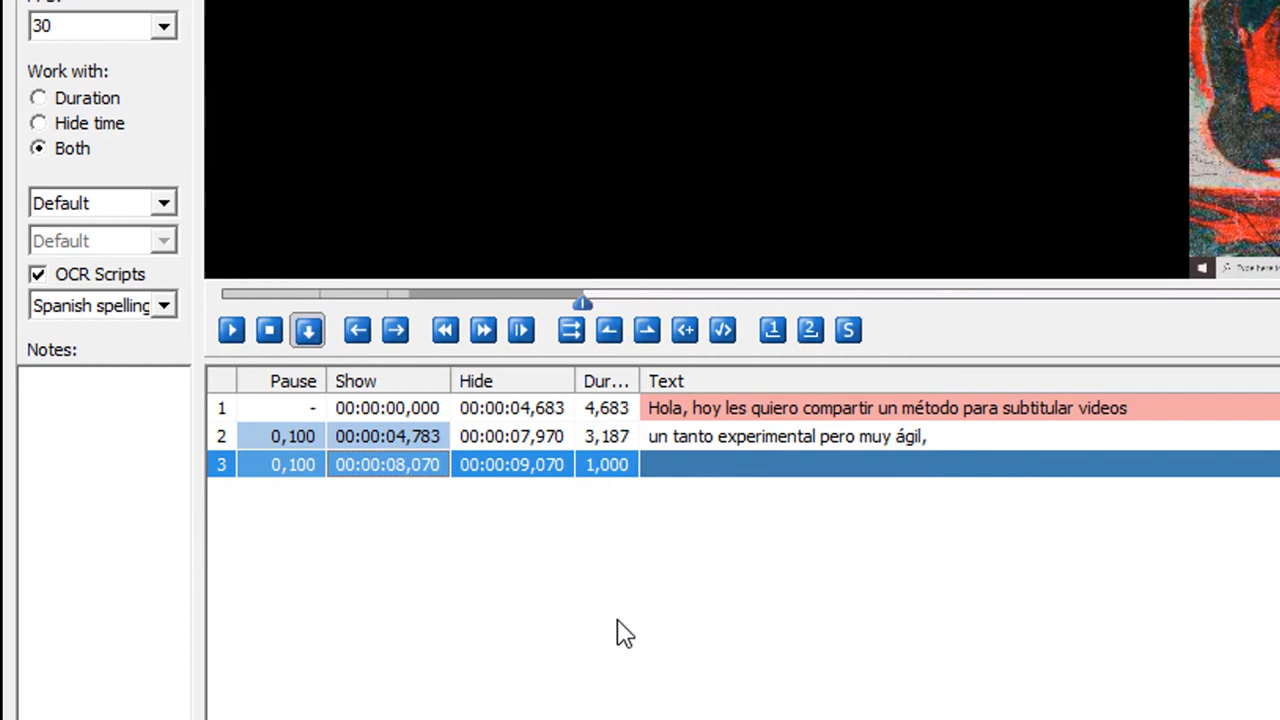 30
Work with:
Duration
Hide time
Both
Default
Default
OCR Scripts
Spanish spelling
Notes:
1 2 S
Pause Show Hide Dur... Text
1 - 00:00:00,000 00:00:04,683 4,683 Hola, hoy les quiero compartir un método para subtitular videos
2 0,100 00:00:04,783 00:00:07,970 3,187 un tanto experimental pero muy ágil,
3 0,100 00:00:08,070 00:00:09,070 1,000